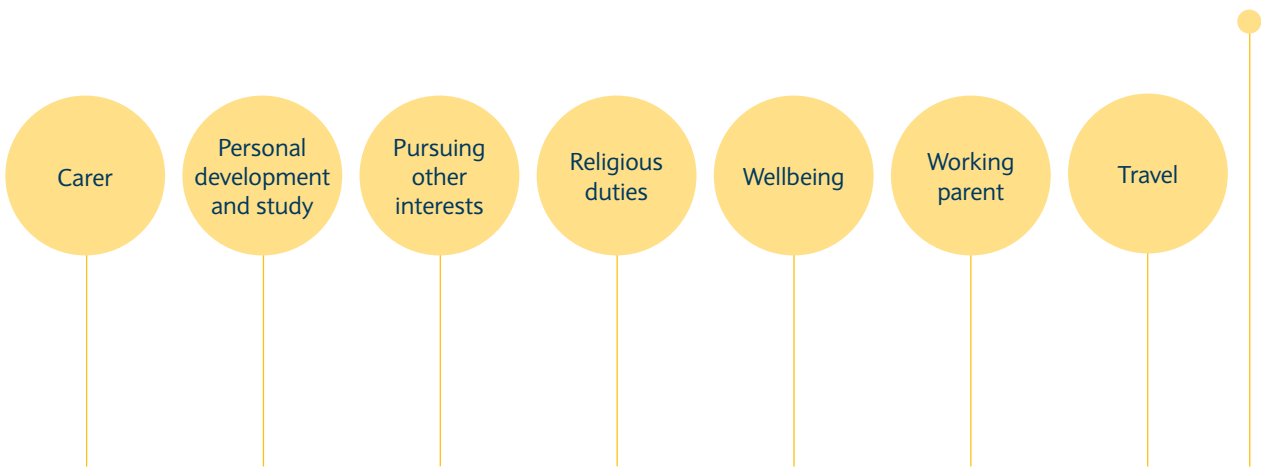 Carer
Personal
development
and study
Pursuing
other
interests
Religious
duties
Wellbeing
Working
parent
Travel